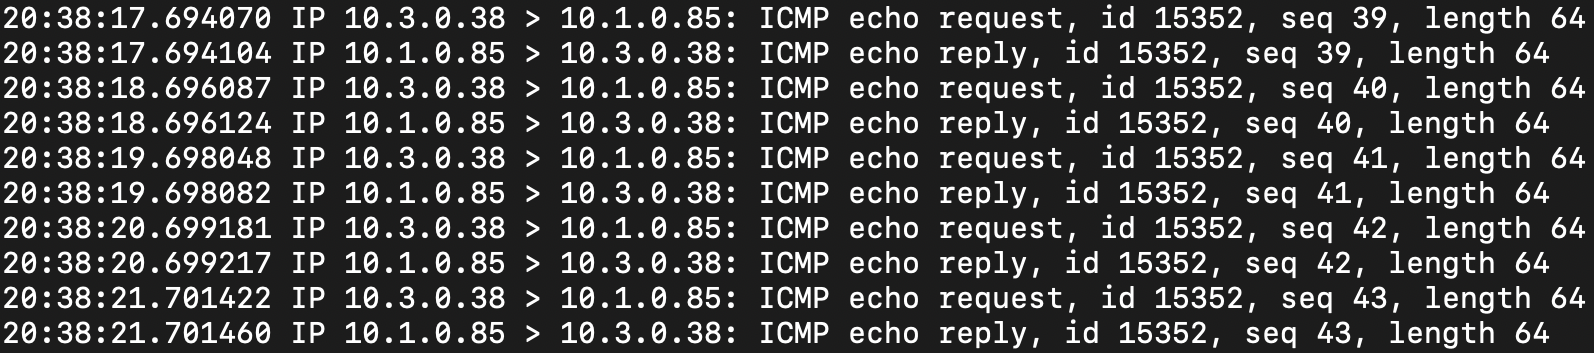 20:38:17.694070 IP 10.3.0.38 > 10.1.0.85: ICMP echo request, id 15352, seq 39, length 64
20:38:17.694104 IP 10.1.0.85 > 10.3.0.38: ICMP echo reply, id 15352, seq 39, length 64
20:38:18.696087 IP 10.3.0.38 > 10.1.0.85: ICMP echo request, id 15352, seq 40, length 64
20:38:18.696124 IP 10.1.0.85 > 10.3.0.38: ICMP echo reply, id 15352, seq 40, length 64
20:38:19.698048 IP 10.3.0.38 > 10.1.0.85: ICMP echo request, id 15352, seq 41, length 64
20:38:19.698082 IP 10.1.0.85 > 10.3.0.38: ICMP echo reply, id 15352, seq 41, length 64
20:38:20.699181 IP 10.3.0.38 > 10.1.0.85: ICMP echo request, id 15352, seq 42, length 64
20:38:20.699217 IP 10.1.0.85 > 10.3.0.38: ICMP echo reply, id 15352, seq 42, length 64
20:38:21.701422 IP 10.3.0.38 > 10.1.0.85: ICMP echo request, id 15352, seq 43, length 64
20:38:21.701460 IP 10.1.0.85 > 10.3.0.38: ICMP echo reply, id 15352, seq 43, length 64